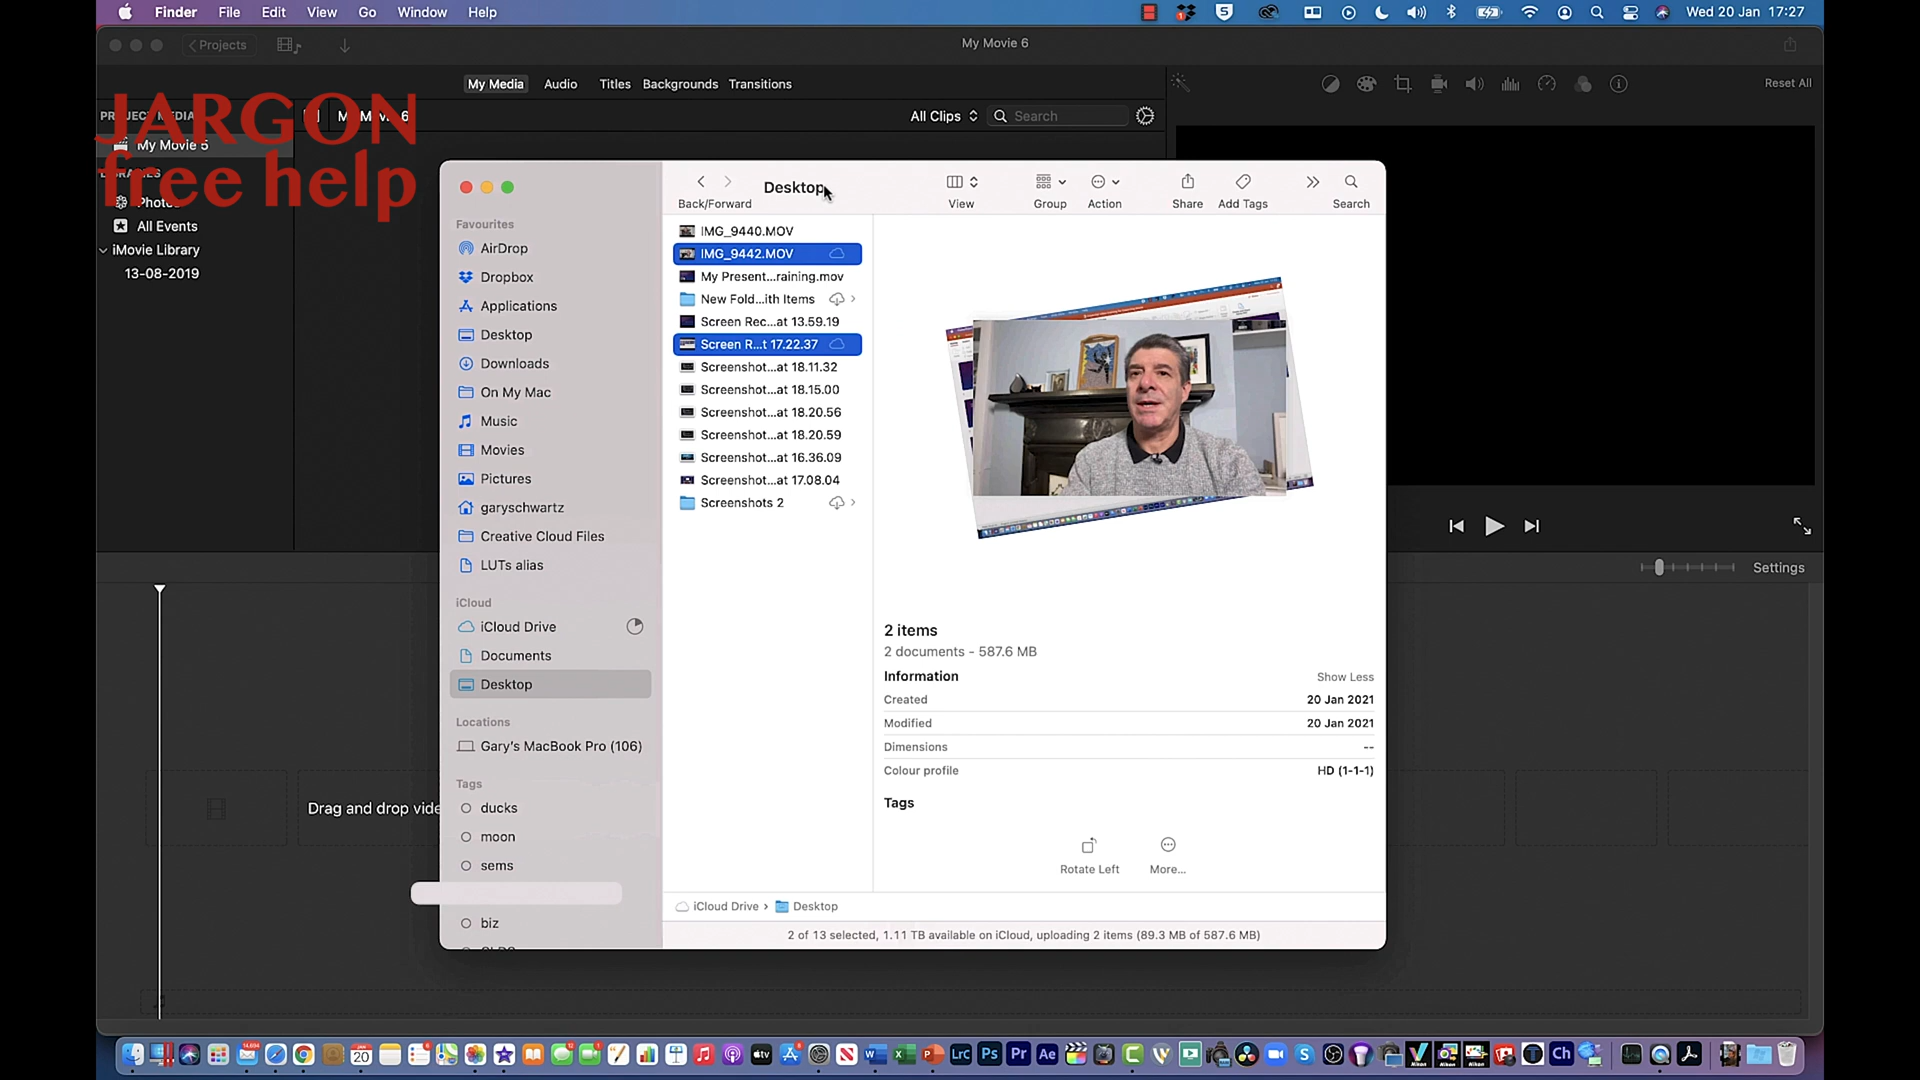 Finder File Edit View Go Window Help
Wed 20 Jan 17:27
Projects
My Movie 6
My Media Audio Titles Backgrounds Transitions
Reset All
All Clips
Search
JARGON
free help
My Movie 5
Photos
All Events
iMovie Library
13-08-2019
Desktop
Back/Forward
View
Group
Action
Share
Add Tags
Search
Favourites
AirDrop
Dropbox
Applications
Desktop
Downloads
On My Mac
Music
Movies
Pictures
garyschwartz
Creative Cloud Files
LUTs alias
iCloud
iCloud Drive
Documents
Desktop
Locations
Gary's MacBook Pro (106)
Tags
ducks
moon
sems
biz
IMG_9440.MOV
IMG_9442.MOV
My Present...raining.mov
New Fold...ith Items
Screen Rec...at 13.59.19
Screen R...t 17.22.37
Screenshot...at 18.11.32
Screenshot...at 18.15.00
Screenshot...at 18.20.56
Screenshot...at 18.20.59
Screenshot...at 16.36.09
Screenshot...at 17.08.04
Screenshots 2
2 items
2 documents - 587.6 MB
Information
Show Less
Created 20 Jan 2021
Modified 20 Jan 2021
Dimensions --
Colour profile HD (1-1-1)
Tags
Rotate Left
More...
iCloud Drive › Desktop
2 of 13 selected, 1.11 TB available on iCloud, uploading 2 items (89.3 MB of 587.6 MB)
Settings
Drag and drop vide
Lrc Ps Pr Ae
Ch